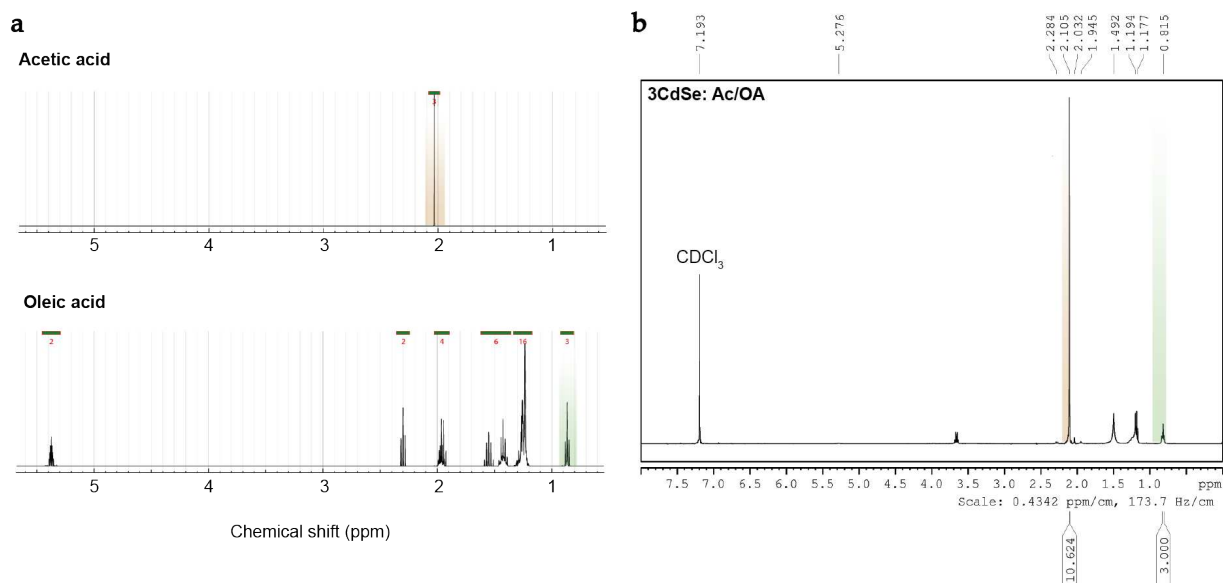 a
Acetic acid
3
5 4 3 2 1
Oleic acid
2 2 4 6 16 3
5 4 3 2 1
Chemical shift (ppm)
b
7.193
5.276
2.284
2.105
2.032
1.945
1.492
1.194
1.177
0.815
3CdSe: Ac/OA
CDCl3
7.5 7.0 6.5 6.0 5.5 5.0 4.5 4.0 3.5 3.0 2.5 2.0 1.5 1.0 ppm
Scale: 0.4342 ppm/cm, 173.7 Hz/cm
10.624
3.000